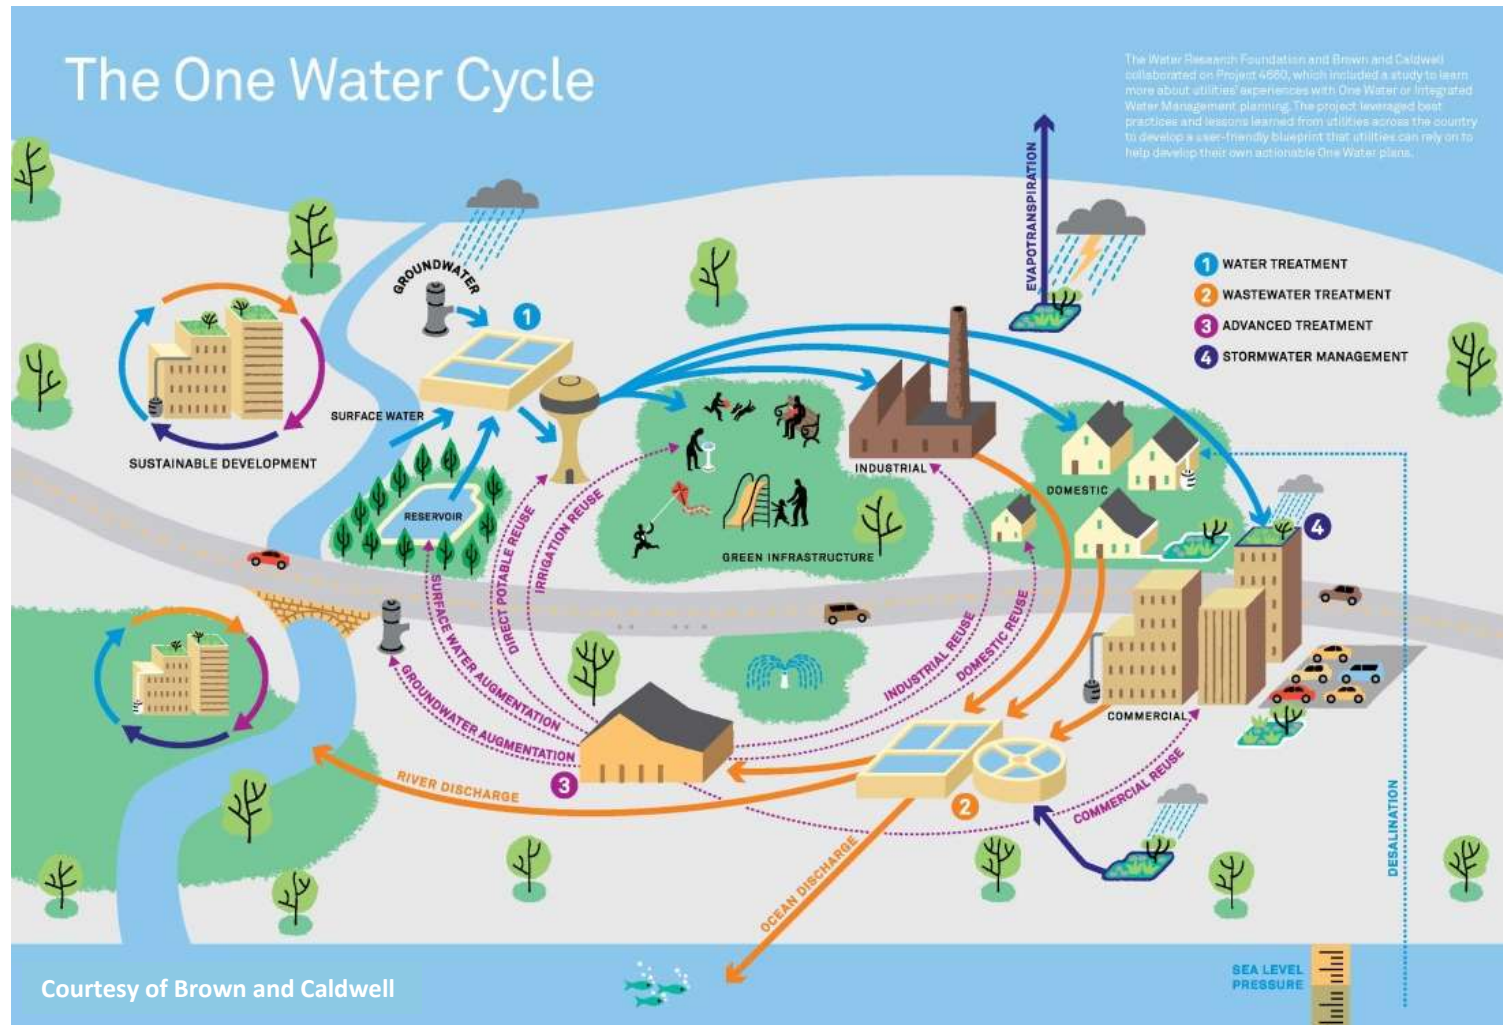 The One Water Cycle
The Water Research Foundation and Brown and Caldwell
collaborated on Project 4660, which included a study to learn
more about utilities' experiences with One Water or Integrated
Water Management planning. The project leveraged best
practices and lessons learned from utilities across the country
to develop a user-friendly blueprint that utilities can rely on to
help develop their own actionable One Water plans.
EVAPOTRANSPIRATION
1 WATER TREATMENT
2 WASTEWATER TREATMENT
3 ADVANCED TREATMENT
4 STORMWATER MANAGEMENT
GROUNDWATER
1
SURFACE WATER
SUSTAINABLE DEVELOPMENT
RESERVOIR
INDUSTRIAL
DOMESTIC
4
GREEN INFRASTRUCTURE
SURFACE WATER AUGMENTATION
DIRECT POTABLE REUSE
IRRIGATION REUSE
GROUNDWATER AUGMENTATION
INDUSTRIAL REUSE
DOMESTIC REUSE
COMMERCIAL
3
RIVER DISCHARGE
2
COMMERCIAL REUSE
OCEAN DISCHARGE
DESALINATION
SEA LEVEL
PRESSURE
Courtesy of Brown and Caldwell